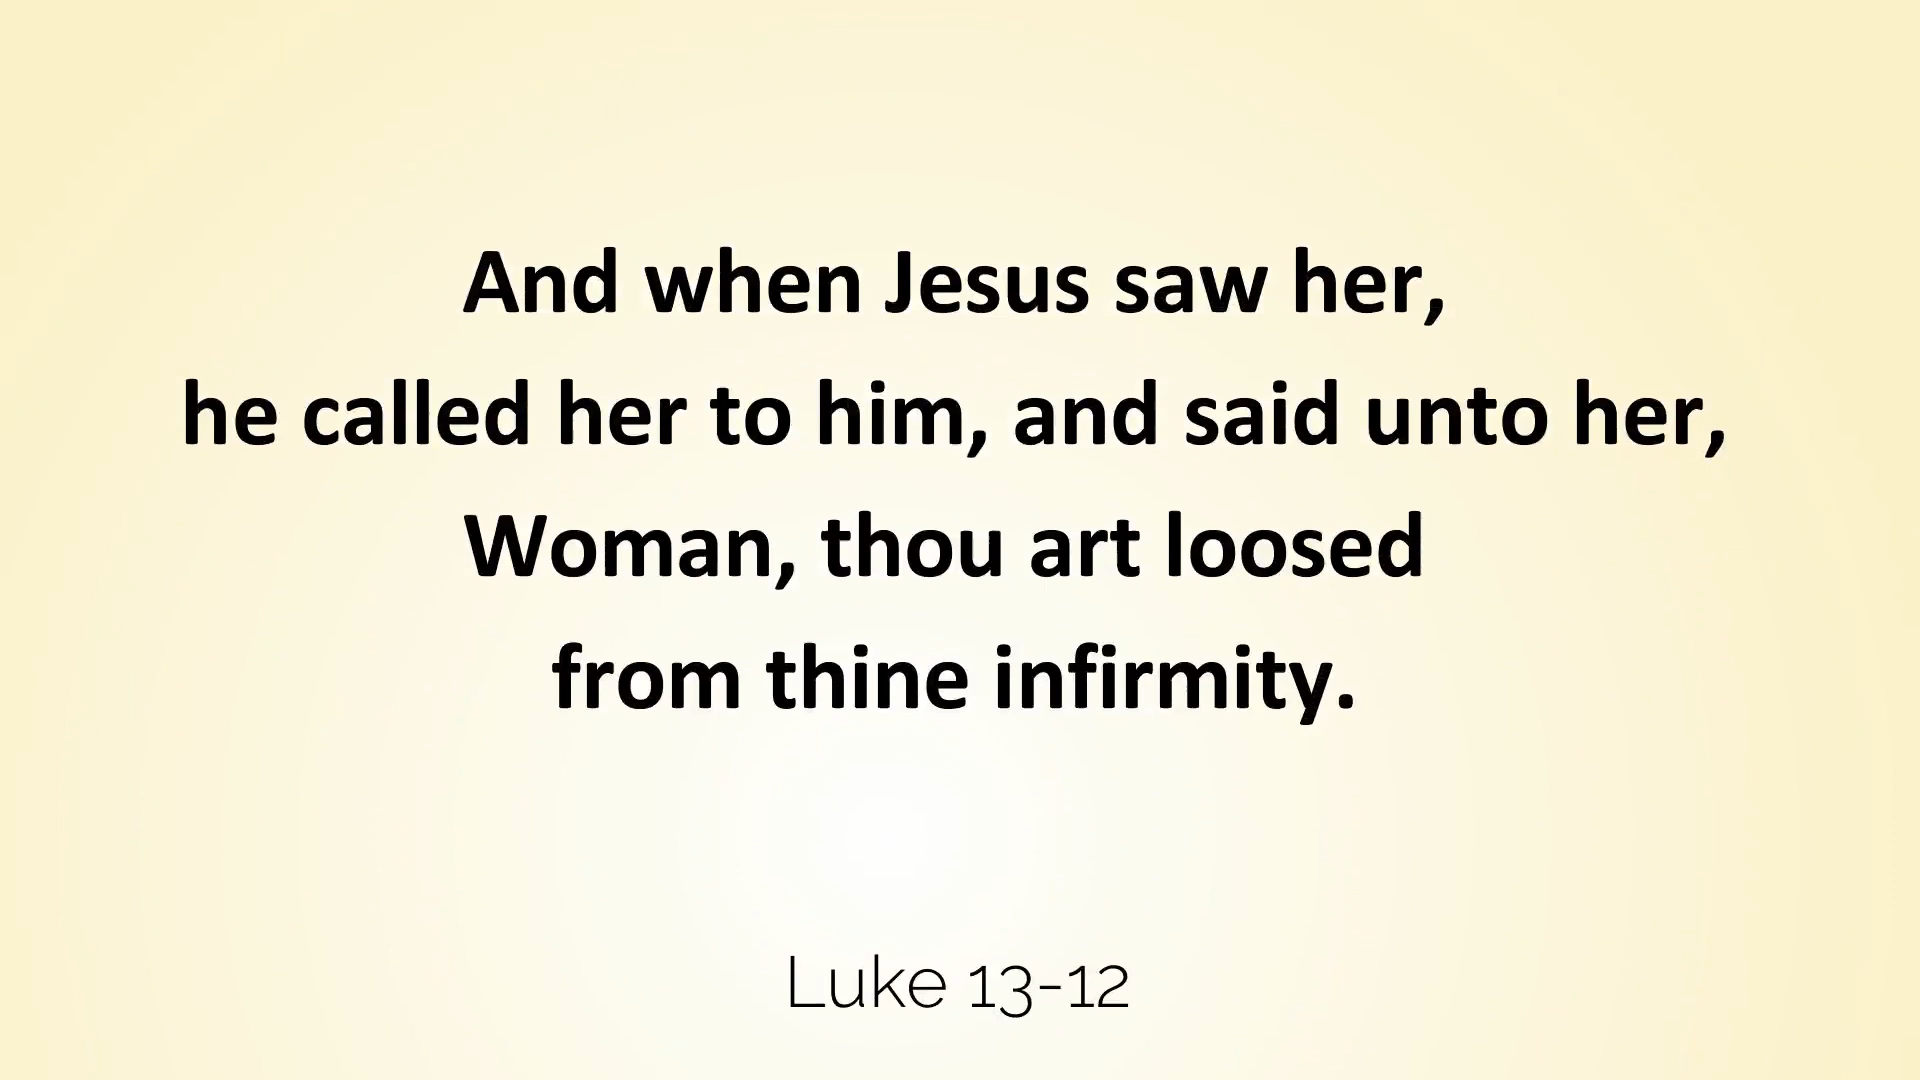 And when Jesus saw her,
he called her to him, and said unto her,
Woman, thou art loosed
from thine infirmity.
Luke 13-12